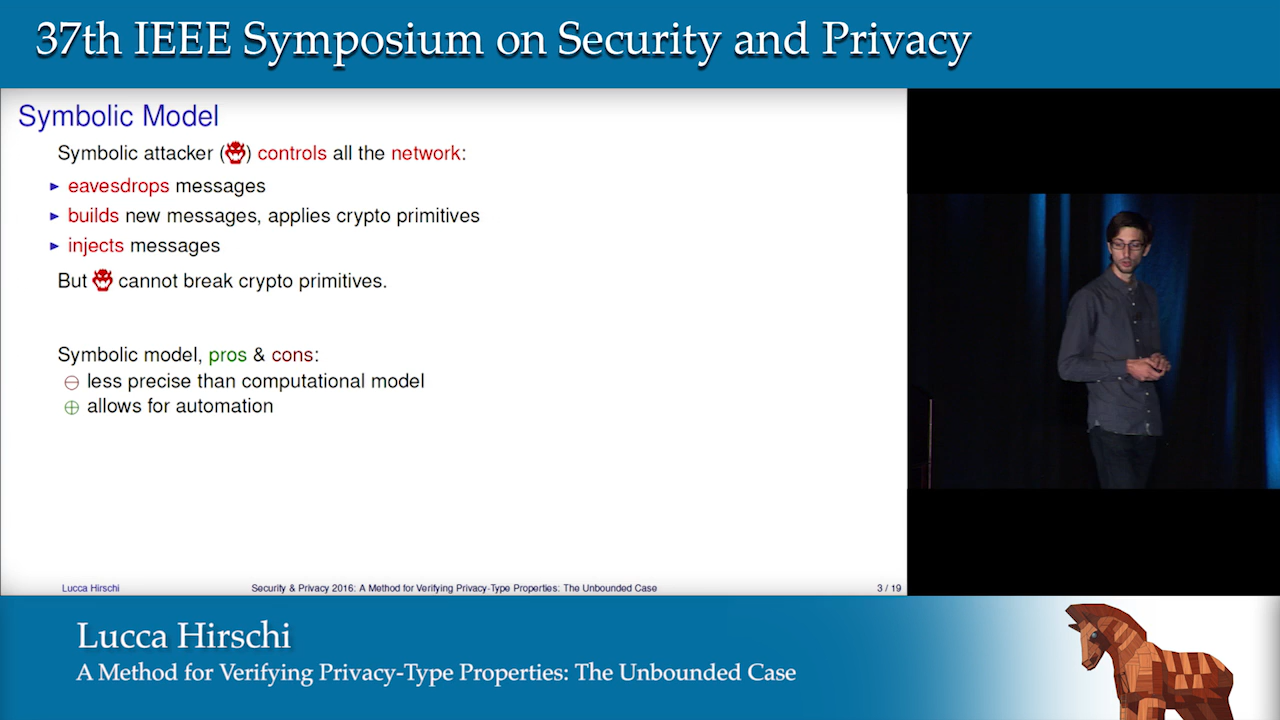 37th IEEE Symposium on Security and Privacy
Symbolic Model
Symbolic attacker () controls all the network:
eavesdrops messages
builds new messages, applies crypto primitives
injects messages
But cannot break crypto primitives.
Symbolic model, pros & cons:
less precise than computational model
allows for automation
Lucca Hirschi Security & Privacy 2016: A Method for Verifying Privacy-Type Properties: The Unbounded Case 3 / 19
Lucca Hirschi
A Method for Verifying Privacy-Type Properties: The Unbounded Case